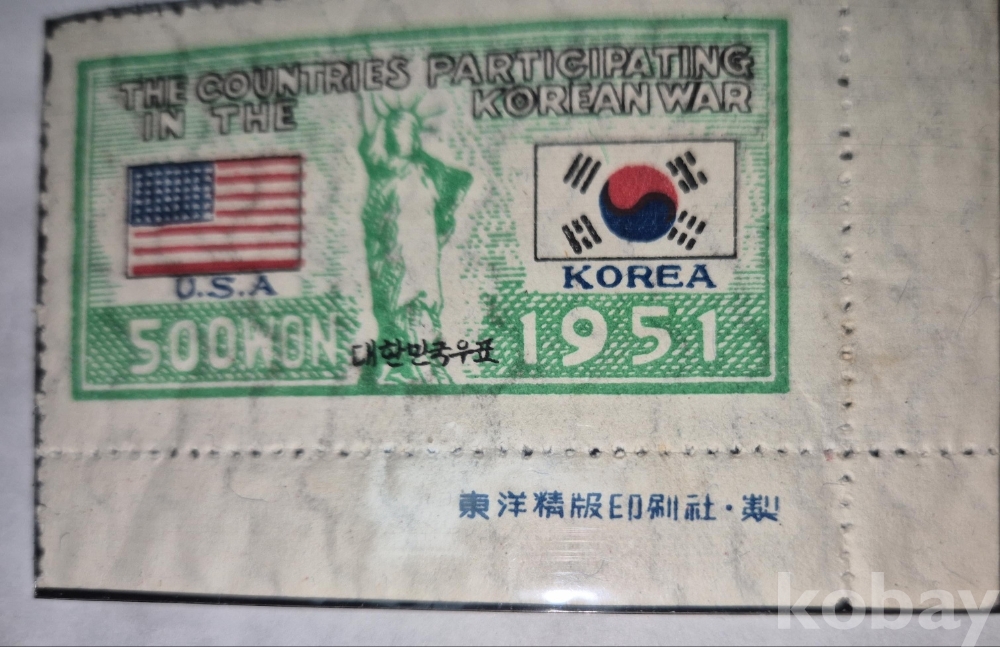 THE COUNTRIES PARTICIPATING
IN THE KOREAN WAR
U.S.A
KOREA
500WON
대한민국우표
1951
東洋精版印刷社·製
kobay